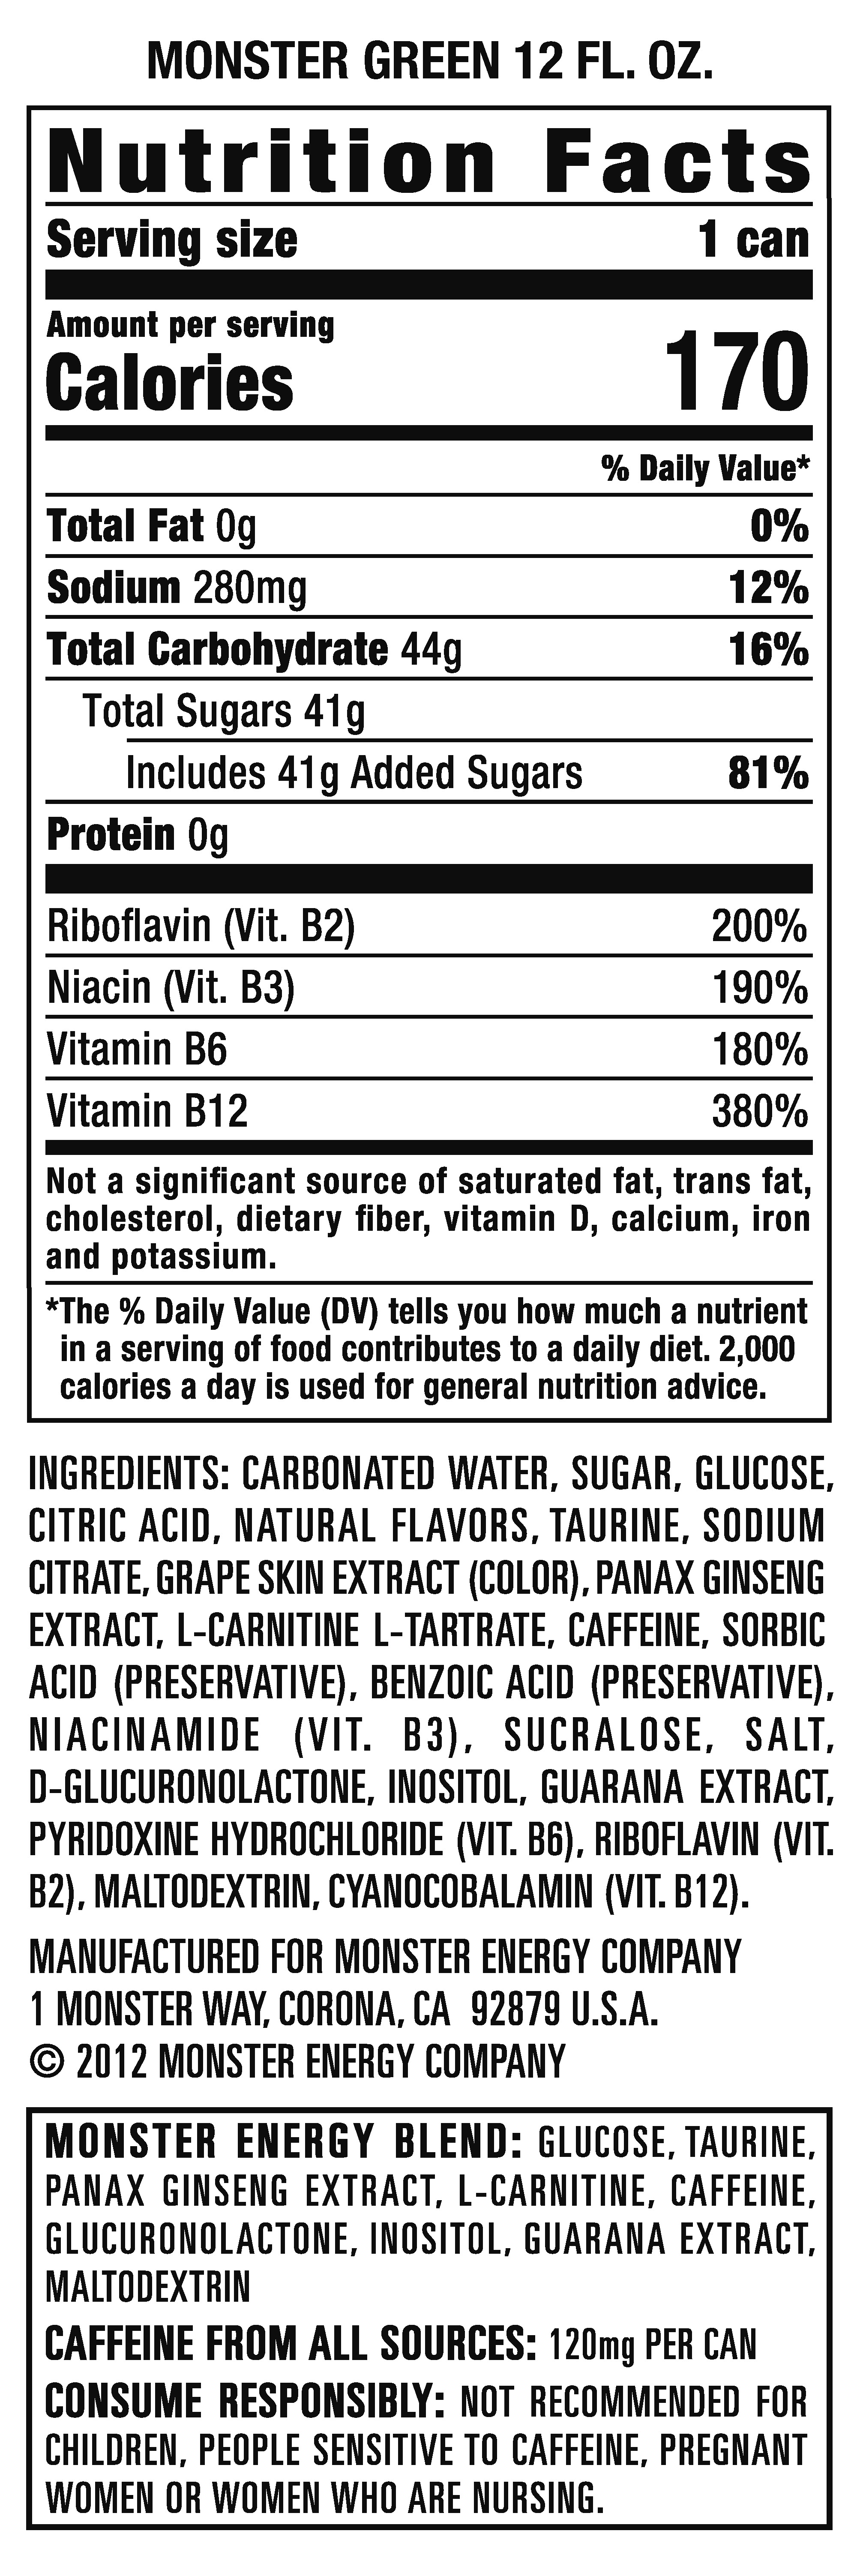 MONSTER GREEN 12 FL. OZ.
Nutrition Facts
Serving size 1 can
Amount per serving
Calories 170
% Daily Value*
Total Fat 0g 0%
Sodium 280mg 12%
Total Carbohydrate 44g 16%
Total Sugars 41g
Includes 41g Added Sugars 81%
Protein 0g
Riboflavin (Vit. B2) 200%
Niacin (Vit. B3) 190%
Vitamin B6 180%
Vitamin B12 380%
Not a significant source of saturated fat, trans fat,
cholesterol, dietary fiber, vitamin D, calcium, iron
and potassium.
*The % Daily Value (DV) tells you how much a nutrient
in a serving of food contributes to a daily diet. 2,000
calories a day is used for general nutrition advice.
INGREDIENTS: CARBONATED WATER, SUGAR, GLUCOSE,
CITRIC ACID, NATURAL FLAVORS, TAURINE, SODIUM
CITRATE, GRAPE SKIN EXTRACT (COLOR), PANAX GINSENG
EXTRACT, L-CARNITINE L-TARTRATE, CAFFEINE, SORBIC
ACID (PRESERVATIVE), BENZOIC ACID (PRESERVATIVE),
NIACINAMIDE (VIT. B3), SUCRALOSE, SALT,
D-GLUCURONOLACTONE, INOSITOL, GUARANA EXTRACT,
PYRIDOXINE HYDROCHLORIDE (VIT. B6), RIBOFLAVIN (VIT.
B2), MALTODEXTRIN, CYANOCOBALAMIN (VIT. B12).
MANUFACTURED FOR MONSTER ENERGY COMPANY
1 MONSTER WAY, CORONA, CA 92879 U.S.A.
© 2012 MONSTER ENERGY COMPANY
MONSTER ENERGY BLEND: GLUCOSE, TAURINE,
PANAX GINSENG EXTRACT, L-CARNITINE, CAFFEINE,
GLUCURONOLACTONE, INOSITOL, GUARANA EXTRACT,
MALTODEXTRIN
CAFFEINE FROM ALL SOURCES: 120mg PER CAN
CONSUME RESPONSIBLY: NOT RECOMMENDED FOR
CHILDREN, PEOPLE SENSITIVE TO CAFFEINE, PREGNANT
WOMEN OR WOMEN WHO ARE NURSING.